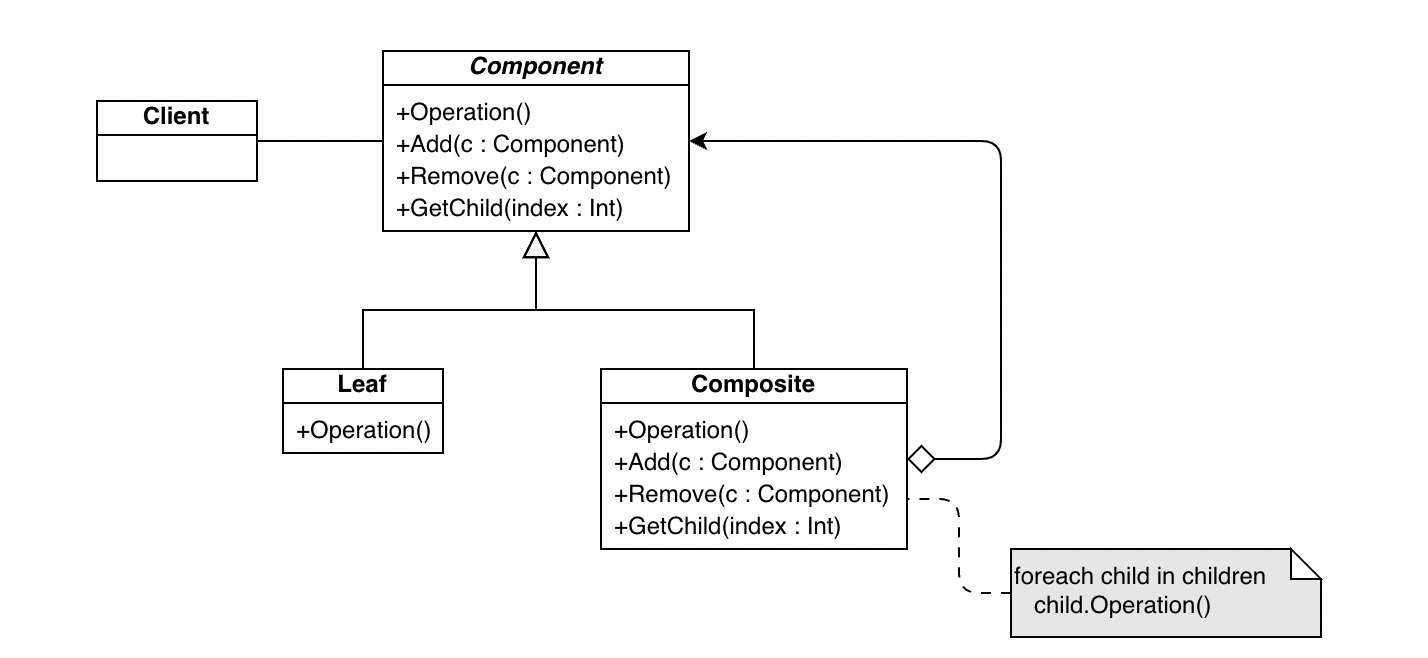 Component
+Operation()
+Add(c : Component)
+Remove(c : Component)
+GetChild(index : Int)
Client
Leaf
+Operation()
Composite
+Operation()
+Add(c : Component)
+Remove(c : Component)
+GetChild(index : Int)
foreach child in children
child.Operation()